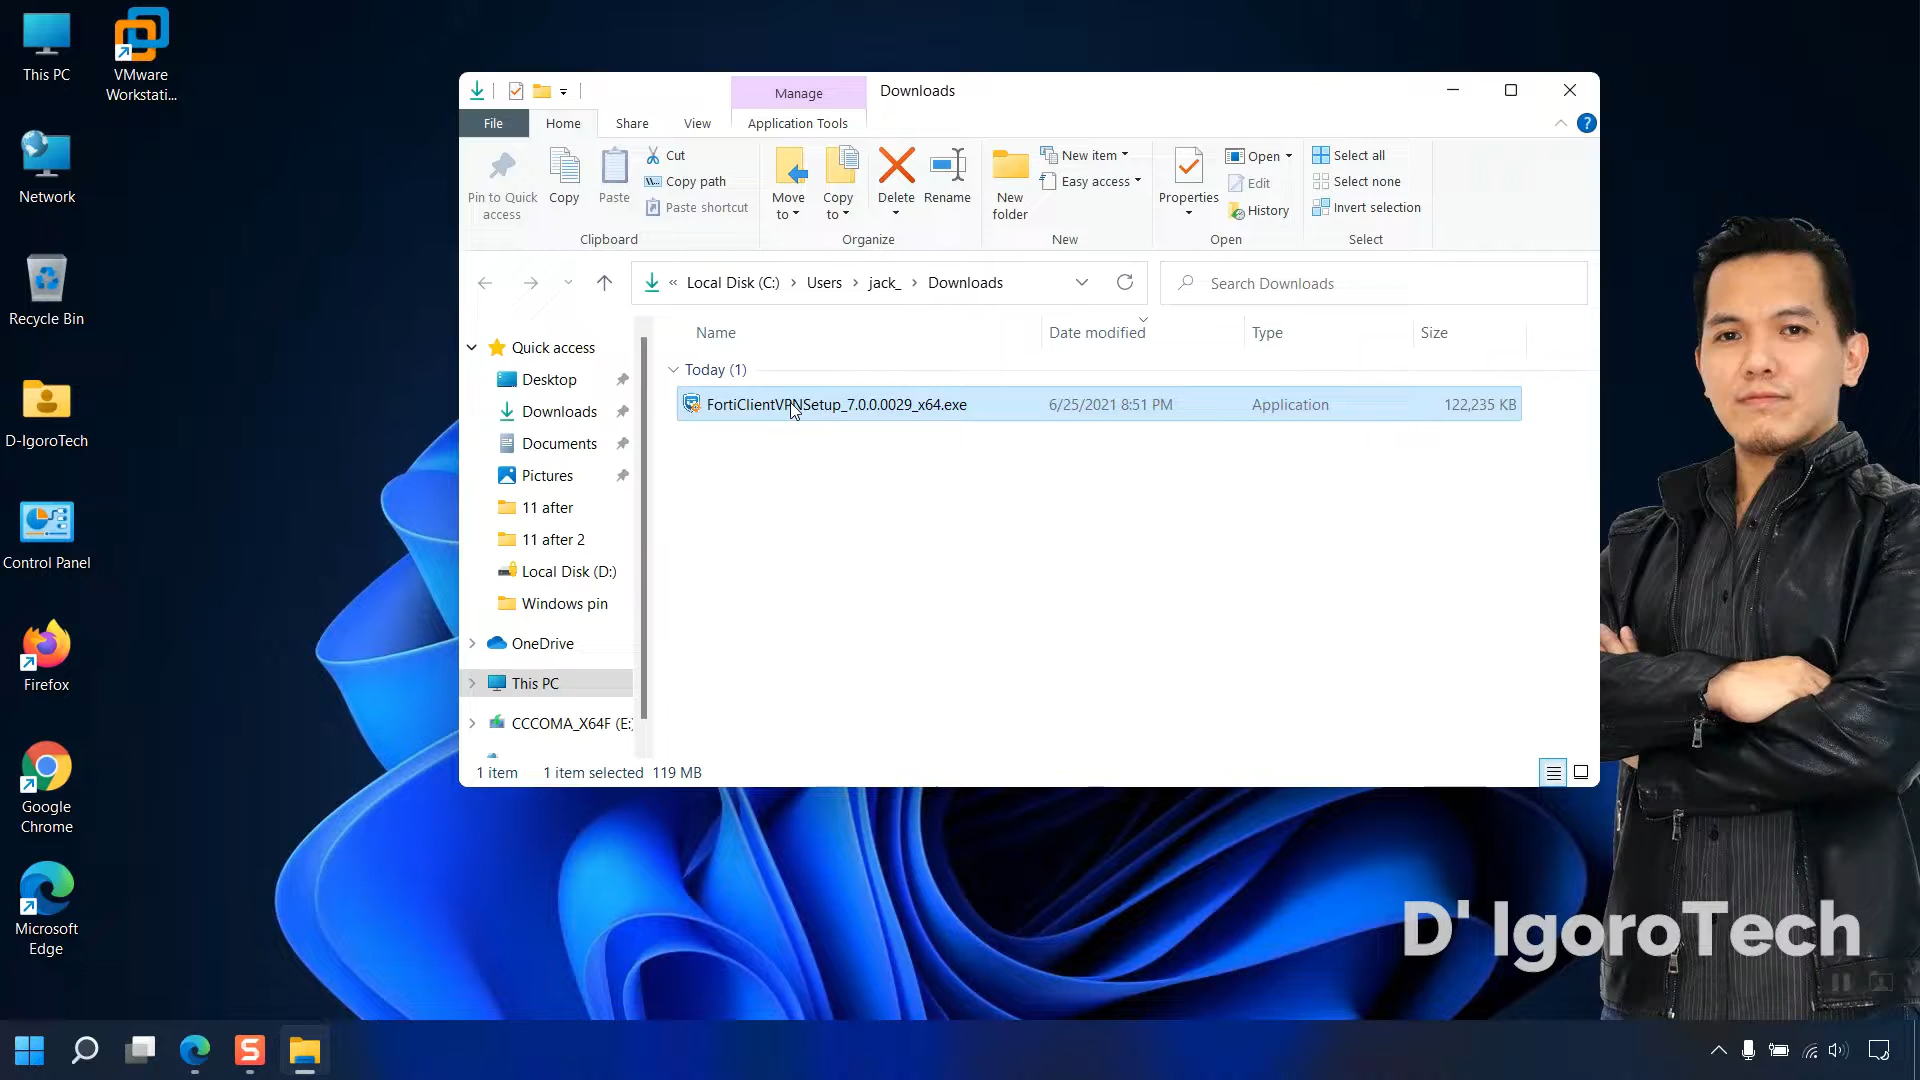 This PC
VMware
Workstati...
Network
Recycle Bin
D-IgoroTech
Control Panel
Firefox
Google
Chrome
Microsoft
Edge
Manage
Downloads
File
Home
Share
View
Application Tools
?
Pin to Quick
access
Copy
Paste
Cut
Copy path
Paste shortcut
Clipboard
Move
to
Copy
to
Delete
Rename
Organize
New
folder
New item
Easy access
New
Properties
Open
Edit
History
Open
Select all
Select none
Invert selection
Select
« Local Disk (C:) > Users > jack_ > Downloads
Search Downloads
Name
Date modified
Type
Size
Quick access
Desktop
Downloads
Documents
Pictures
11 after
11 after 2
Local Disk (D:)
Windows pin
OneDrive
This PC
CCCOMA_X64F (E:)
Today (1)
FortiClientVPNSetup_7.0.0.0029_x64.exe 6/25/2021 8:51 PM Application 122,235 KB
1 item 1 item selected 119 MB
D' IgoroTech
S